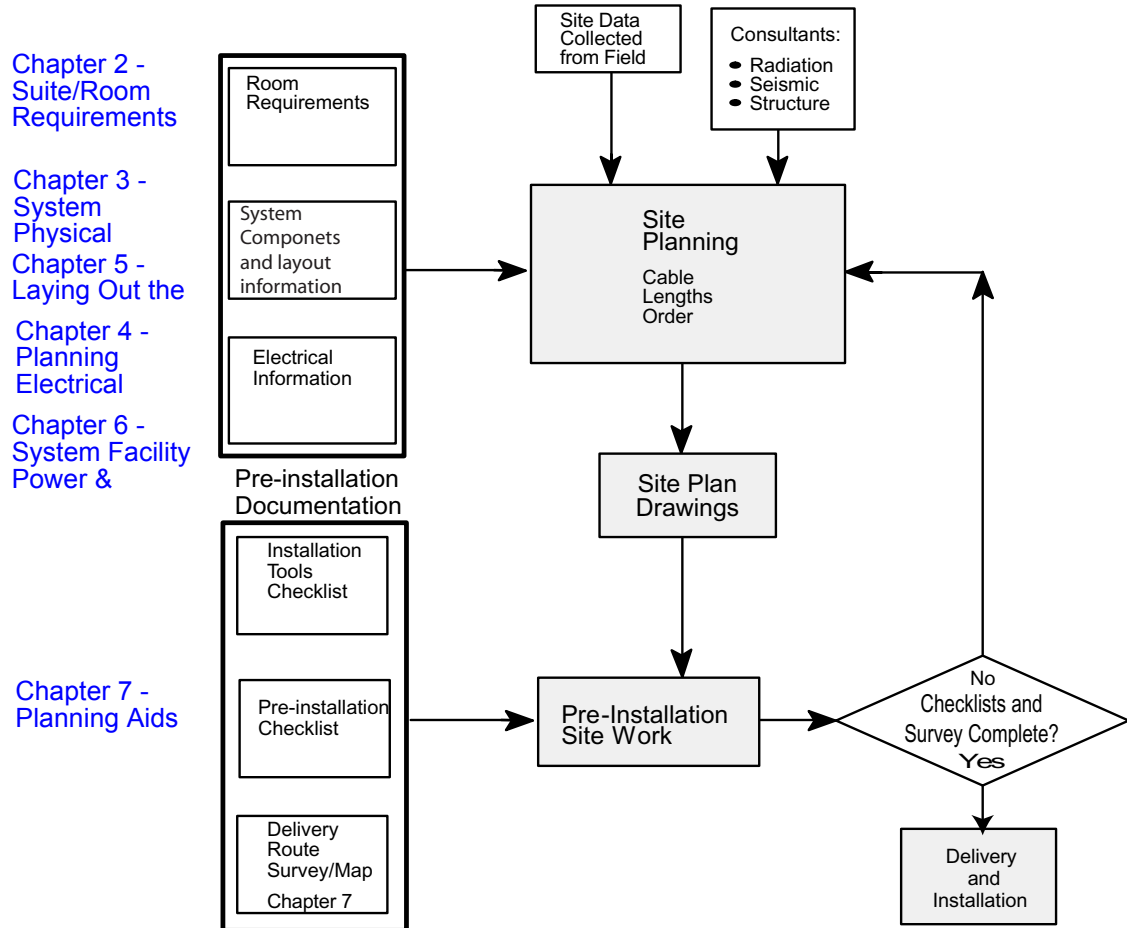 Chapter 2 -
Suite/Room
Requirements
Chapter 3 -
System
Physical
Chapter 5 -
Laying Out the
Chapter 4 -
Planning
Electrical
Chapter 6 -
System Facility
Power &
Chapter 7 -
Planning Aids
Room
Requirements
System
Componets
and layout
information
Electrical
Information
Pre-installation
Documentation
Installation
Tools
Checklist
Pre-installation
Checklist
Delivery
Route
Survey/Map
Chapter 7
Site Data
Collected
from Field
Consultants:
● Radiation
● Seismic
● Structure
Site
Planning
Cable
Lengths
Order
Site Plan
Drawings
Pre-Installation
Site Work
No
Checklists and
Survey Complete?
Yes
Delivery
and
Installation